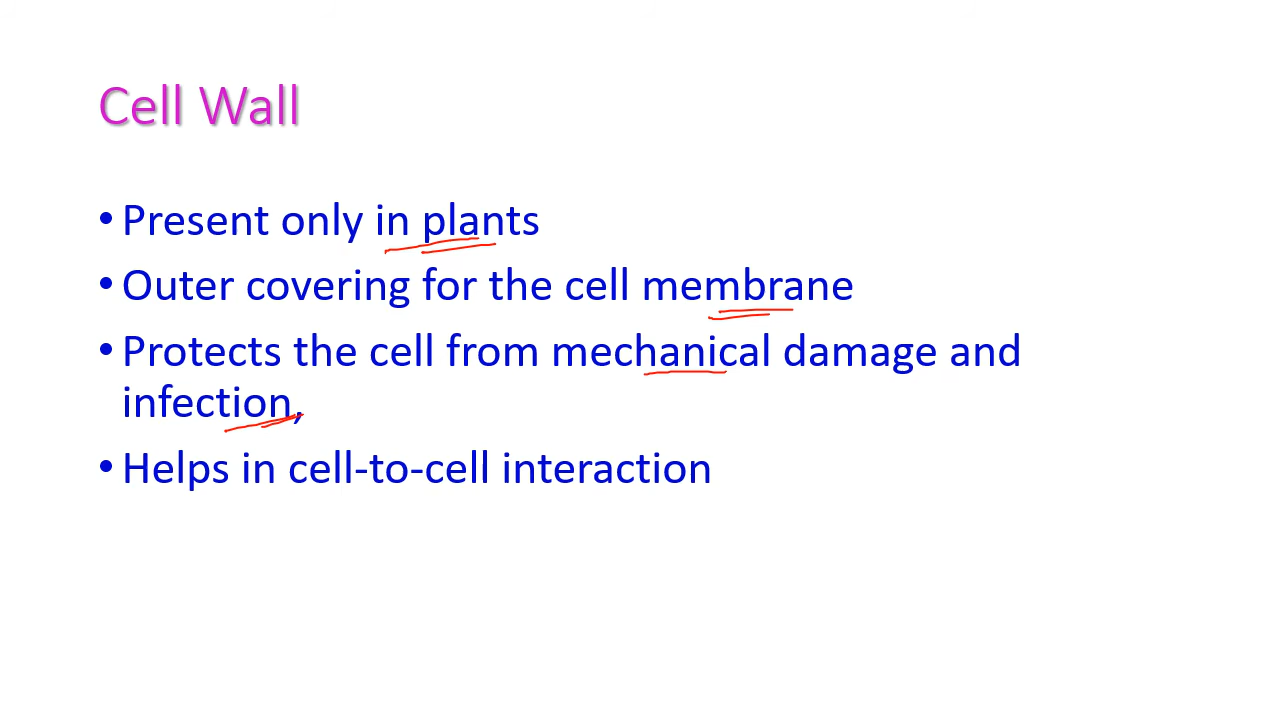 Cell Wall
• Present only in plants
• Outer covering for the cell membrane
• Protects the cell from mechanical damage and
infection,
• Helps in cell-to-cell interaction